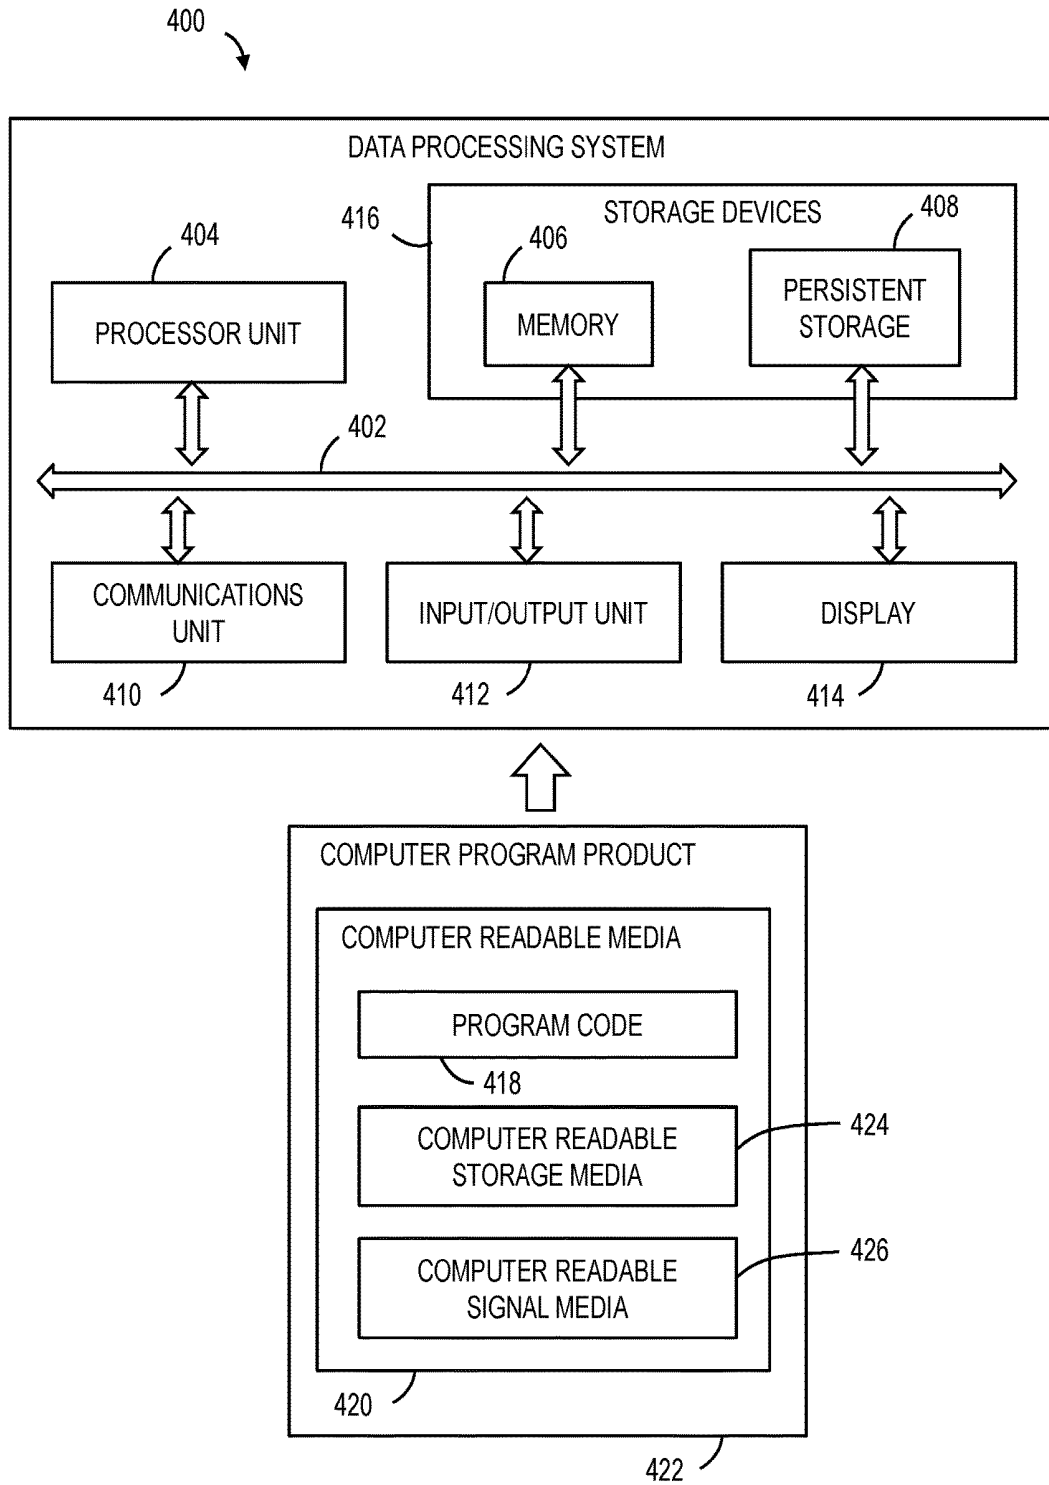 400
DATA PROCESSING SYSTEM
STORAGE DEVICES
416
408
404
406
PROCESSOR UNIT
MEMORY
PERSISTENT
STORAGE
402
COMMUNICATIONS
UNIT
INPUT/OUTPUT UNIT
DISPLAY
410
412
414
COMPUTER PROGRAM PRODUCT
COMPUTER READABLE MEDIA
PROGRAM CODE
418
COMPUTER READABLE
STORAGE MEDIA
424
COMPUTER READABLE
SIGNAL MEDIA
426
420
422